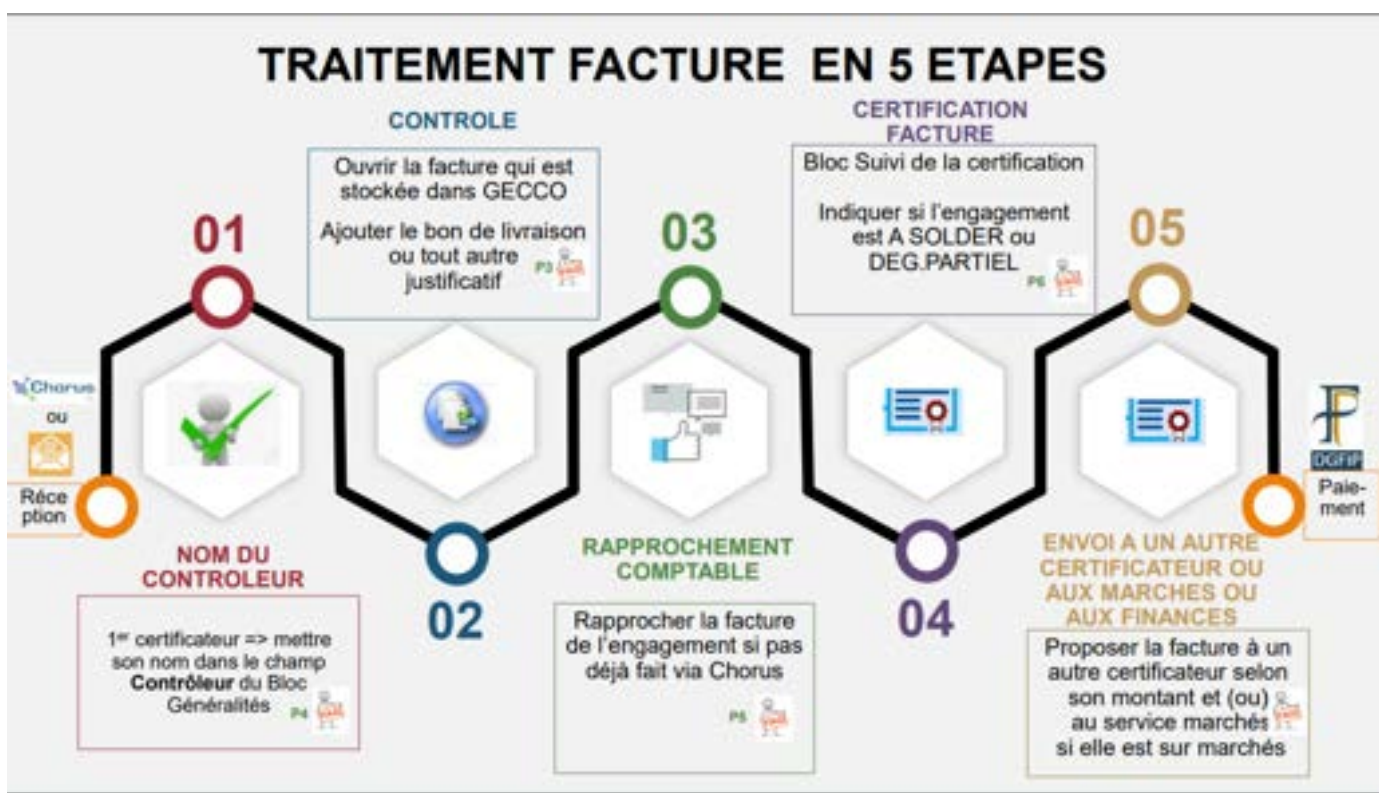 TRAITEMENT FACTURE EN 5 ETAPES
Chorus
ou
Réce
ption
01
NOM DU
CONTROLEUR
1er certificateur => mettre
son nom dans le champ
Contrôleur du Bloc
Généralités
P4
CONTROLE
Ouvrir la facture qui est
stockée dans GECCO
Ajouter le bon de livraison
ou tout autre
justificatif
P3
02
03
RAPPROCHEMENT
COMPTABLE
Rapprocher la facture
de l'engagement si pas
déjà fait via Chorus
P5
CERTIFICATION
FACTURE
Bloc Suivi de la certification
Indiquer si l'engagement
est A SOLDER ou
DEG.PARTIEL
P6
04
05
ENVOI A UN AUTRE
CERTIFICATEUR OU
AUX MARCHES OU
AUX FINANCES
Proposer la facture à un
autre certificateur selon
son montant et (ou)
au service marchés
si elle est sur marchés
DGFiP
Paie-
ment